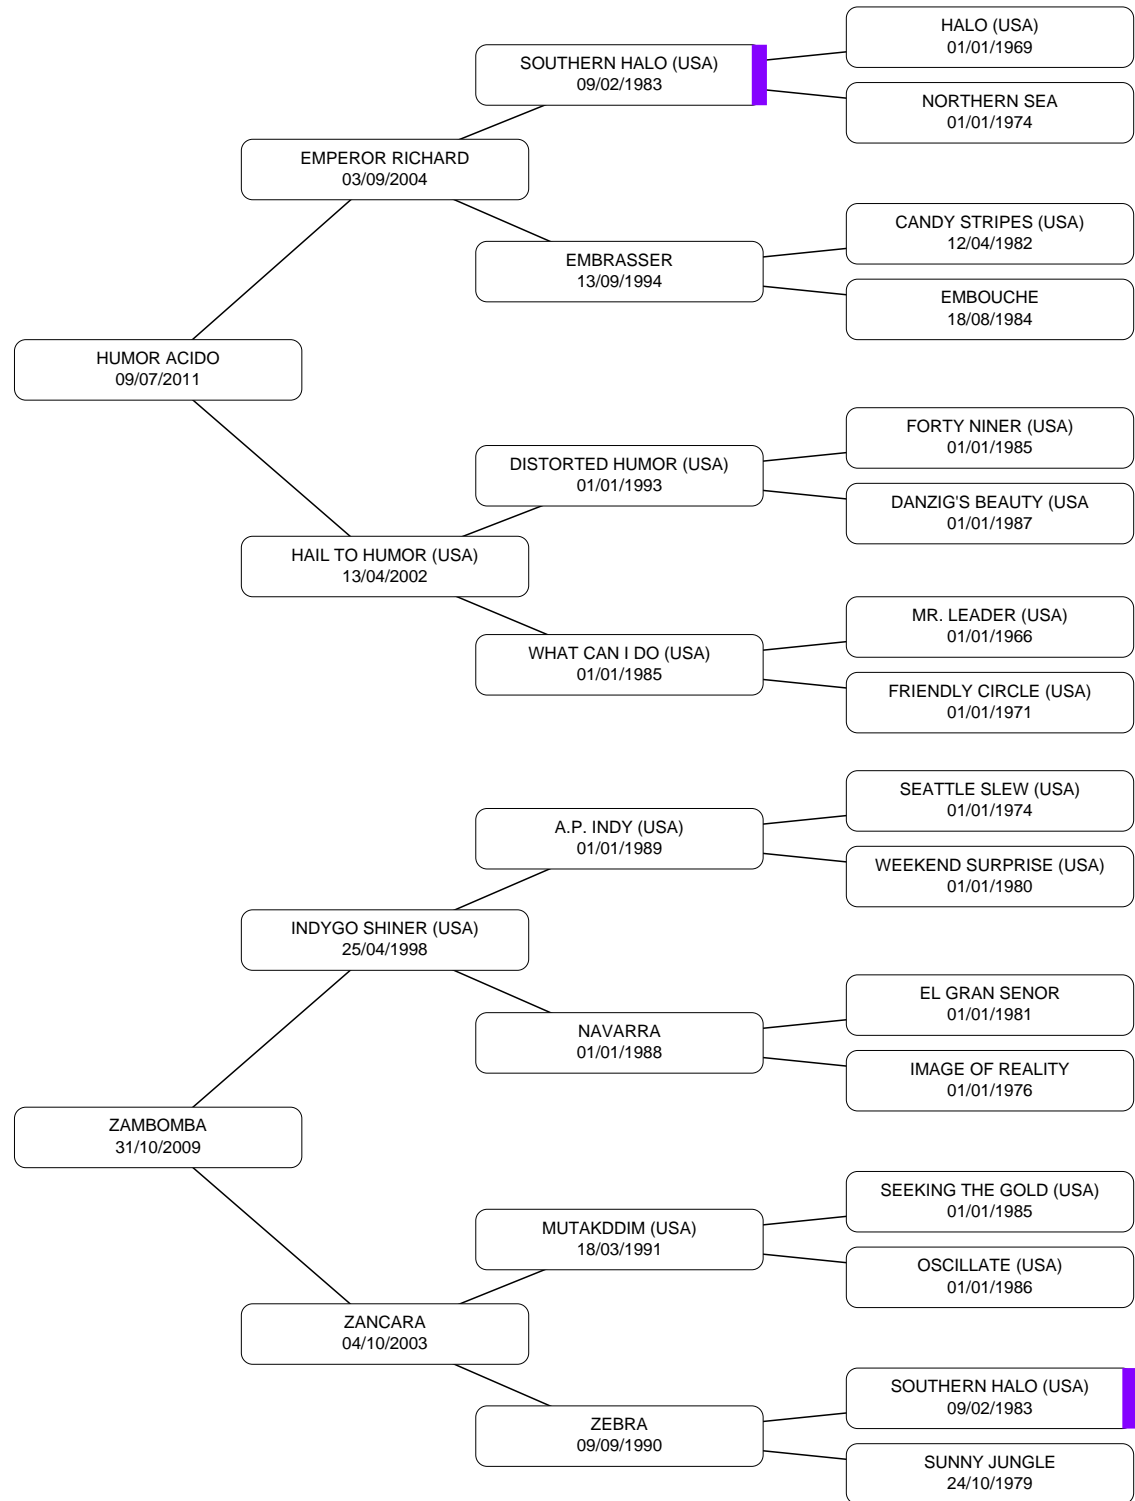 HALO (USA)
01/01/1969
SOUTHERN HALO (USA)
09/02/1983
NORTHERN SEA
01/01/1974
EMPEROR RICHARD
03/09/2004
CANDY STRIPES (USA)
12/04/1982
EMBRASSER
13/09/1994
EMBOUCHE
18/08/1984
HUMOR ACIDO
09/07/2011
FORTY NINER (USA)
01/01/1985
DISTORTED HUMOR (USA)
01/01/1993
DANZIG'S BEAUTY (USA
01/01/1987
HAIL TO HUMOR (USA)
13/04/2002
MR. LEADER (USA)
01/01/1966
WHAT CAN I DO (USA)
01/01/1985
FRIENDLY CIRCLE (USA)
01/01/1971
SEATTLE SLEW (USA)
01/01/1974
A.P. INDY (USA)
01/01/1989
WEEKEND SURPRISE (USA)
01/01/1980
INDYGO SHINER (USA)
25/04/1998
EL GRAN SENOR
01/01/1981
NAVARRA
01/01/1988
IMAGE OF REALITY
01/01/1976
ZAMBOMBA
31/10/2009
SEEKING THE GOLD (USA)
01/01/1985
MUTAKDDIM (USA)
18/03/1991
OSCILLATE (USA)
01/01/1986
ZANCARA
04/10/2003
SOUTHERN HALO (USA)
09/02/1983
ZEBRA
09/09/1990
SUNNY JUNGLE
24/10/1979